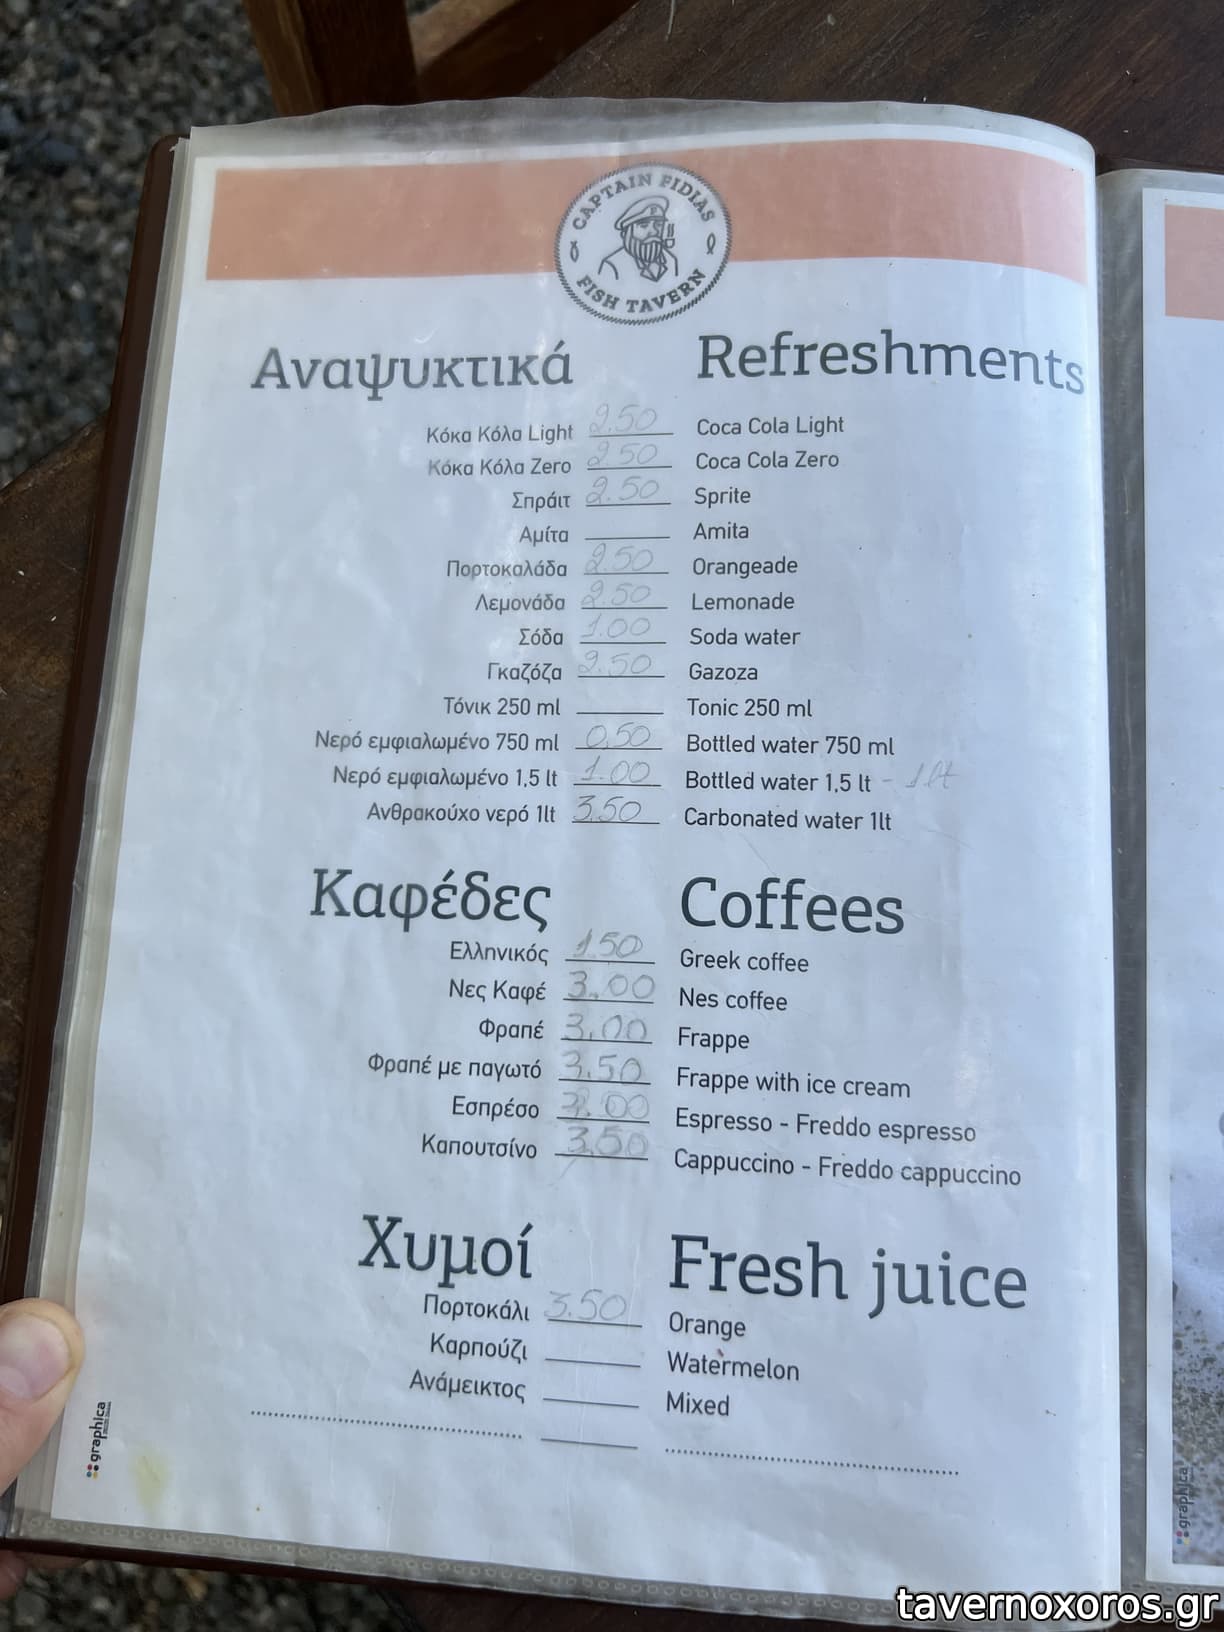 CAPTAIN FIDIAS
FISH TAVERN
Αναψυκτικά Refreshments
Κόκα Κόλα Light 2.50 Coca Cola Light
Κόκα Κόλα Zero 2.50 Coca Cola Zero
Σπράιτ 2.50 Sprite
Αμίτα Amita
Πορτοκαλάδα 2.50 Orangeade
Λεμονάδα 2.50 Lemonade
Σόδα 1.00 Soda water
Γκαζόζα 2.50 Gazoza
Τόνικ 250 ml Tonic 250 ml
Νερό εμφιαλωμένο 750 ml 0.50 Bottled water 750 ml
Νερό εμφιαλωμένο 1,5 lt 1.00 Bottled water 1,5 lt - 1lt
Ανθρακούχο νερό 1lt 3.50 Carbonated water 1lt
Καφέδες Coffees
Ελληνικός 1.50 Greek coffee
Νες Καφέ 3.00 Nes coffee
Φραπέ 3.00 Frappe
Φραπέ με παγωτό 3.50 Frappe with ice cream
Εσπρέσο 3.00 Espresso - Freddo espresso
Καπουτσίνο 3.50 Cappuccino - Freddo cappuccino
Χυμοί Fresh juice
Πορτοκάλι 3.50 Orange
Καρπούζι Watermelon
Ανάμεικτος Mixed
graphica
graphica
tavernoxoros.gr